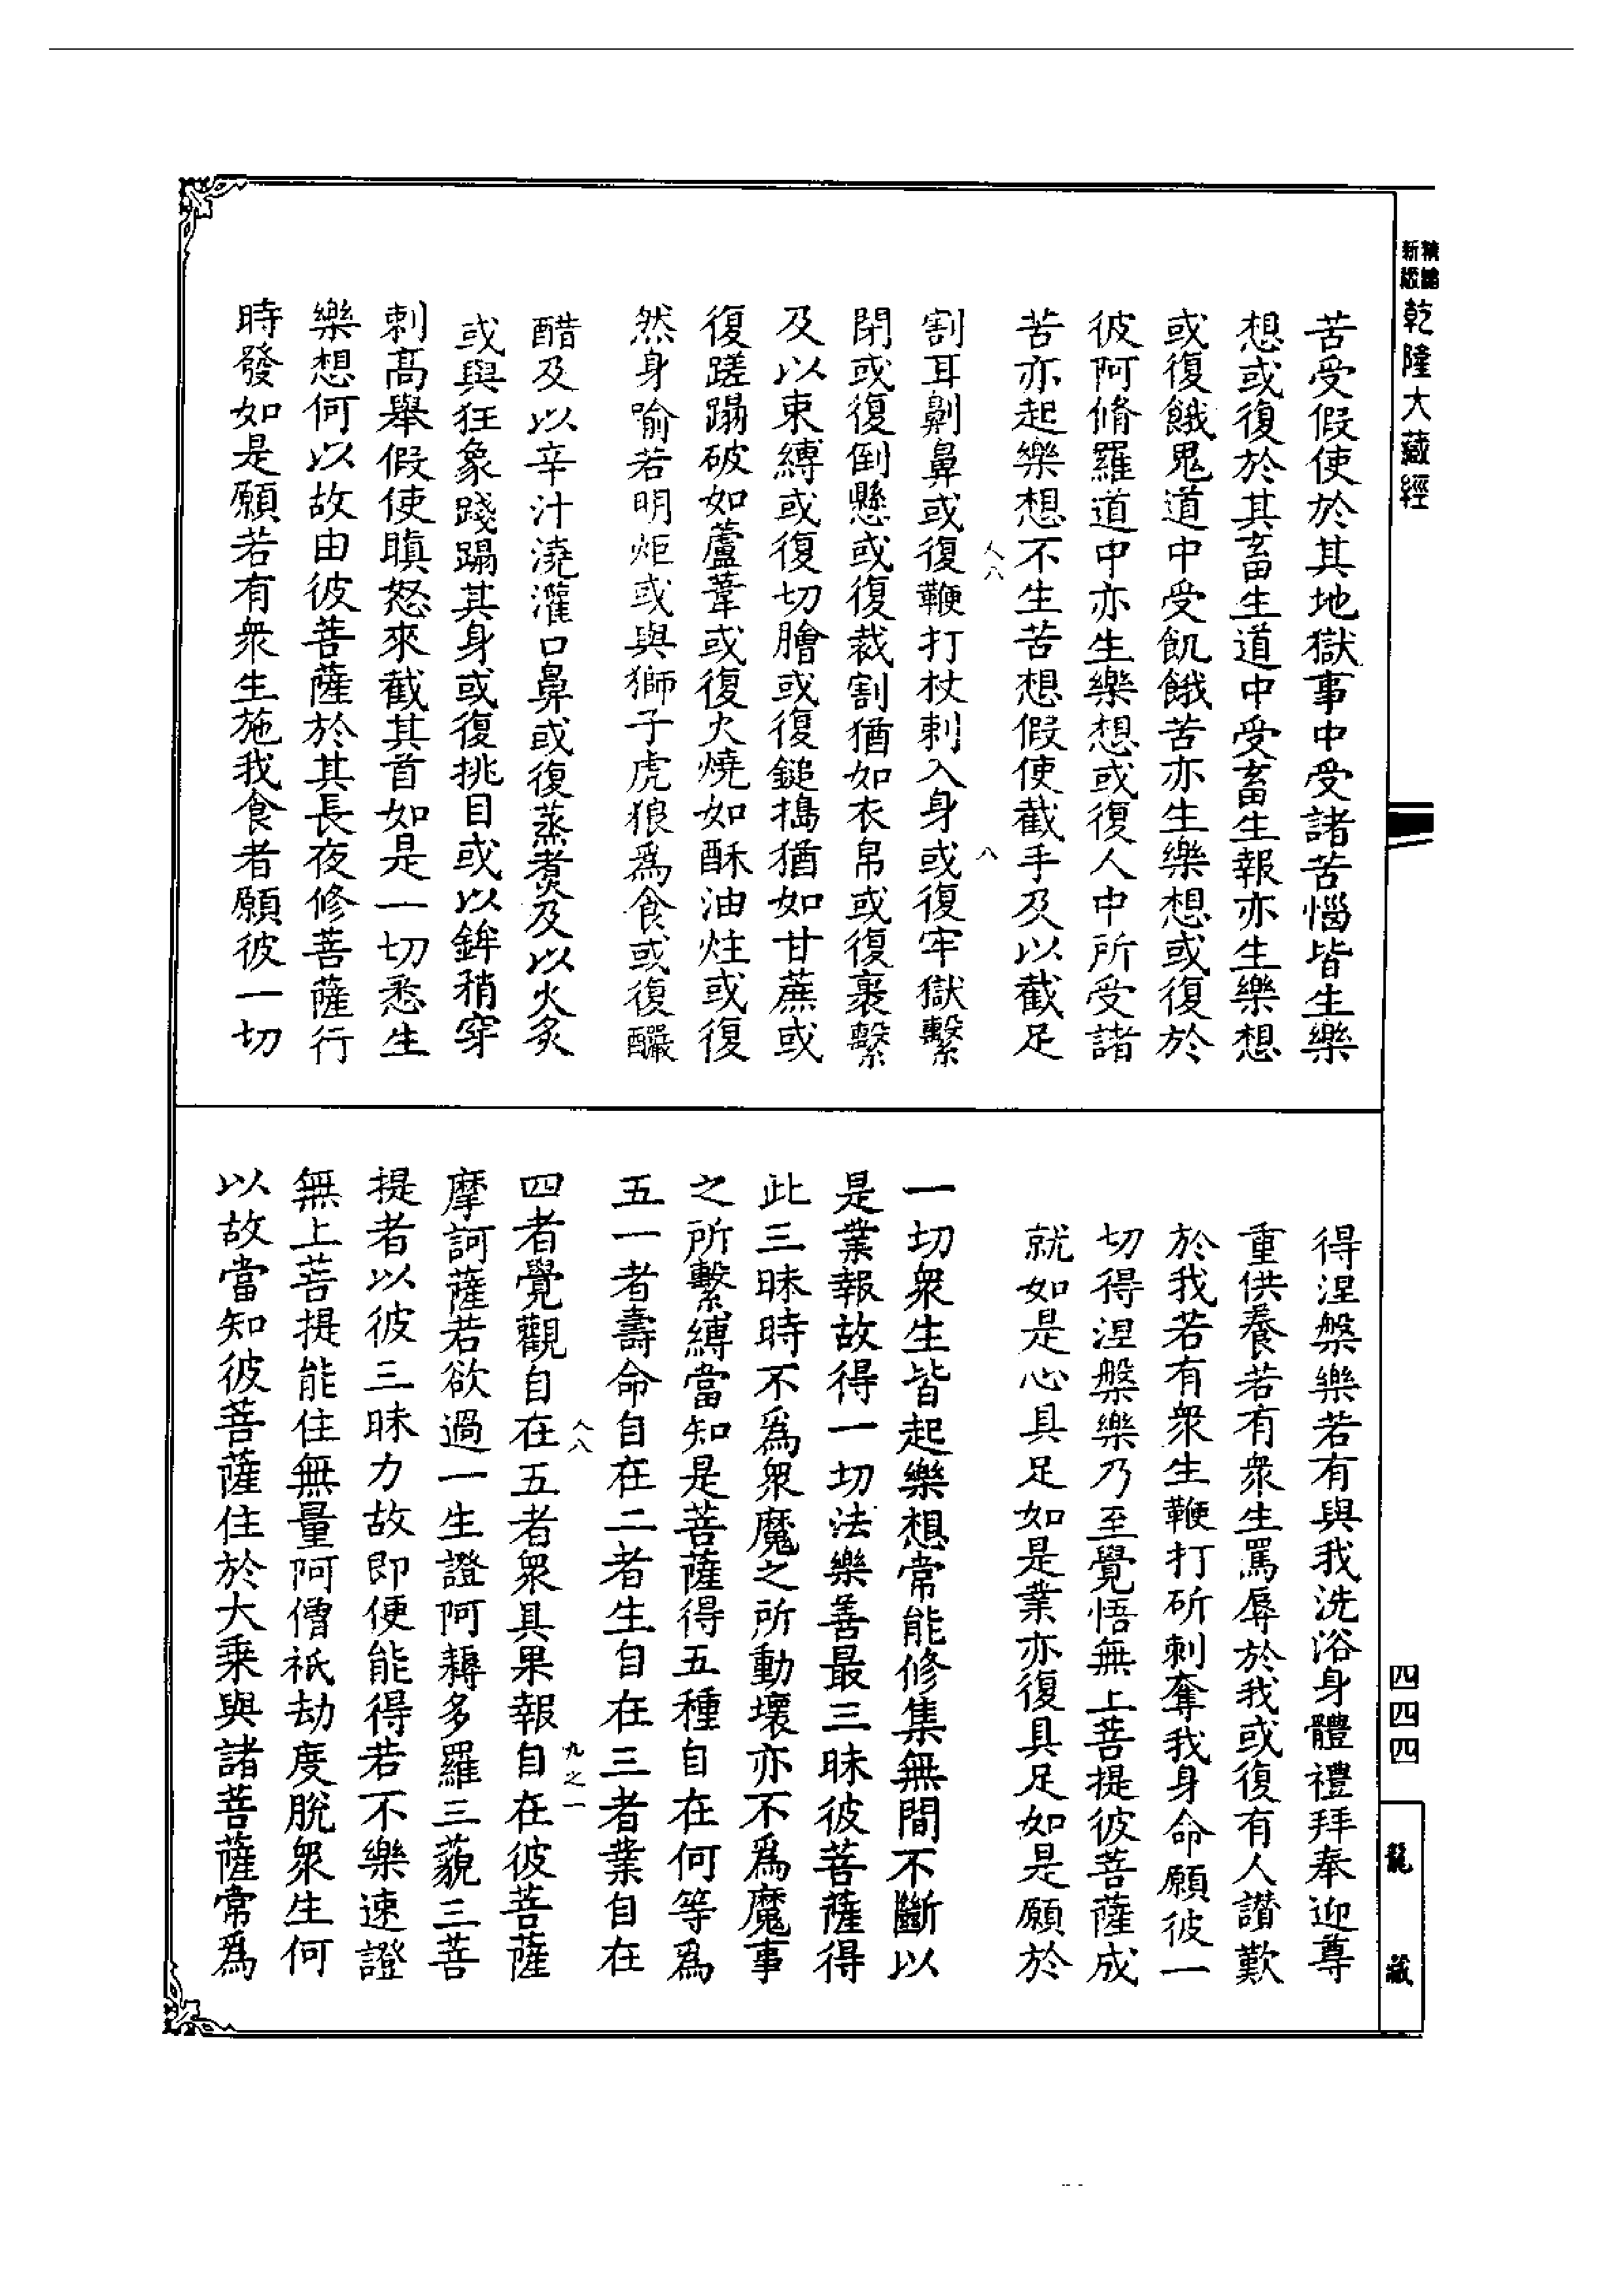 新版精縮乾隆大藏經
苦受假使於其地獄事中受諸苦惱皆生樂
想或復於其畜生道中受畜生報亦生樂想
或復餓鬼道中受飢餓苦亦生樂想或復於
彼阿脩羅道中亦生樂想或復人中所受諸
苦亦起樂想不生苦想假使截手及以截足
八八
八
割耳劓鼻或復鞭打杖刺入身或復牢獄繫
閉或復倒懸或復裁割猶如衣帛或復裹繫
及以束縛或復切膾或復鎚擣猶如甘蔗或
復蹉蹋破如蘆葦或復火燒如酥油炷或復
然身喻若明炬或與獅子虎狼爲食或復釅
醋及以辛汁澆灌口鼻或復蒸煑及以火炙
或與狂象踐蹋其身或復挑目或以鉾矟穿
刺高舉假使瞋怒來截其首如是一切悉生
樂想何以故由彼菩薩於其長夜修菩薩行
時發如是願若有衆生施我食者願彼一切
得涅槃樂若有與我洗浴身體禮拜奉迎尊
重供養若有衆生罵辱於我或復有人讚歎
於我若有衆生鞭打斫刺奪我身命願彼一
切得涅槃樂乃至覺悟無上菩提彼菩薩成
就如是心具足如是業亦復具足如是願於
一切衆生皆起樂想常能修集無間不斷以
是業報故得一切法樂善最三昧彼菩薩得
此三昧時不爲衆魔之所動壞亦不爲魔事
之所繫縛當知是菩薩得五種自在何等爲
五一者壽命自在二者生自在三者業自在
八八
九之一
四者覺觀自在五者衆具果報自在彼菩薩
摩訶薩若欲過一生證阿耨多羅三藐三菩
提者以彼三昧力故即便能得若不樂速證
無上菩提能住無量阿僧祇劫度脫衆生何
以故當知彼菩薩住於大乘與諸菩薩常爲
四四四
龍藏